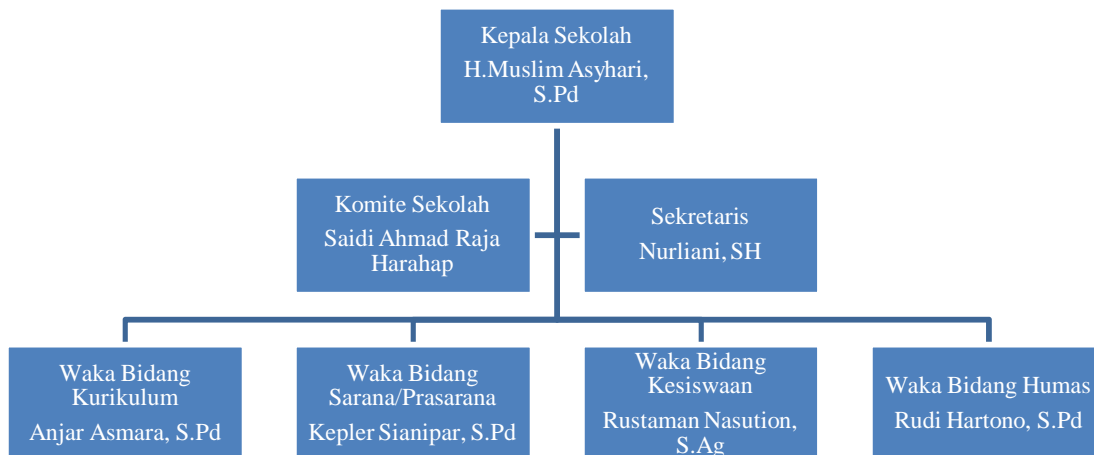 Kepala Sekolah
H.Muslim Asyhari,
S.Pd
Komite Sekolah
Saidi Ahmad Raja
Harahap
Sekretaris
Nurliani, SH
Waka Bidang
Kurikulum
Anjar Asmara, S.Pd
Waka Bidang
Sarana/Prasarana
Kepler Sianipar, S.Pd
Waka Bidang
Kesiswaan
Rustaman Nasution,
S.Ag
Waka Bidang Humas
Rudi Hartono, S.Pd